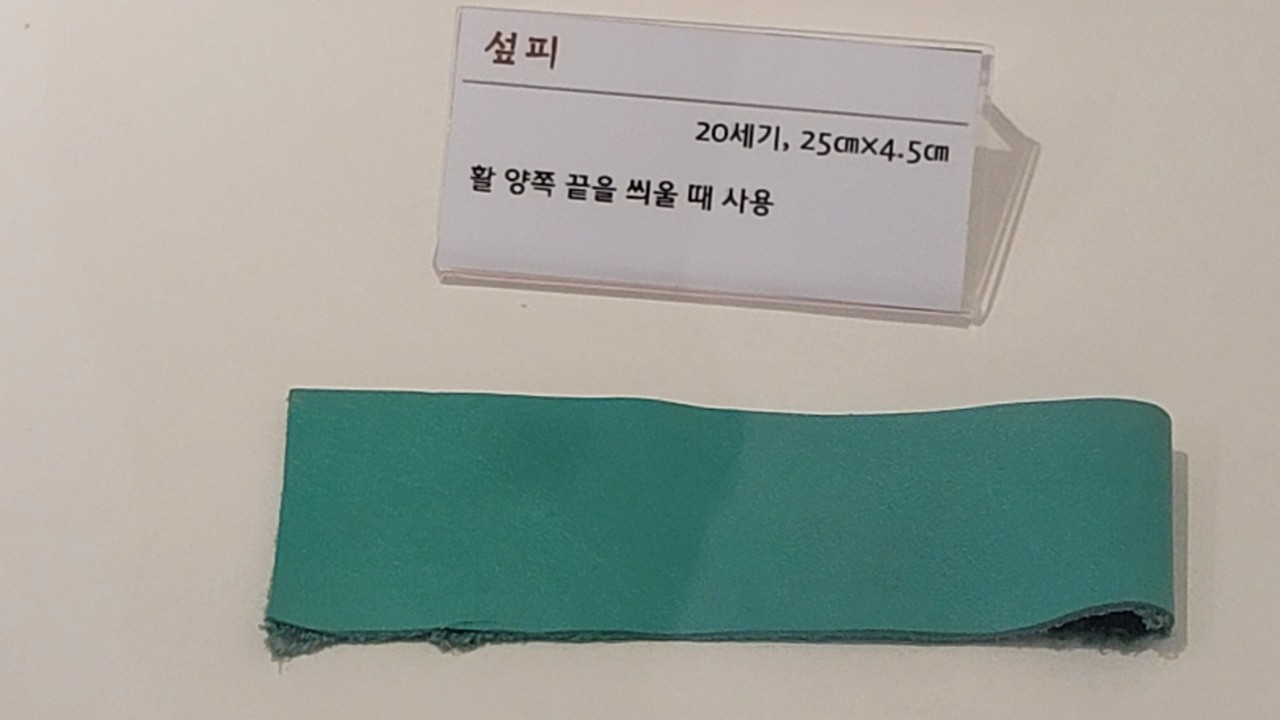 섶피
20세기, 25㎝×4.5㎝
활 양쪽 끝을 씌울 때 사용